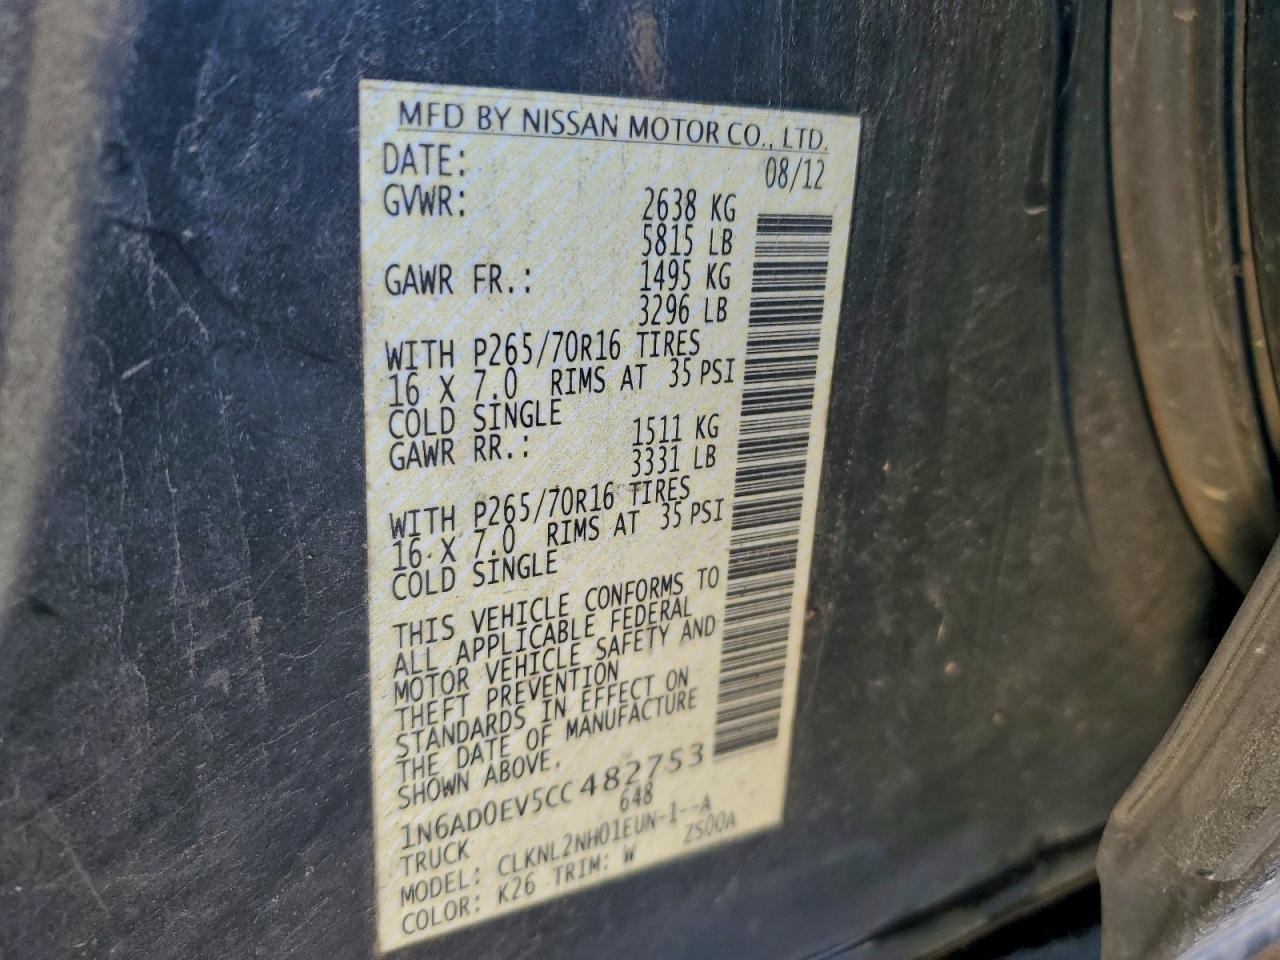 MFD BY NISSAN MOTOR CO., LTD.
DATE: 08/12
GVWR: 2638 KG
5815 LB
GAWR FR.: 1495 KG
3296 LB
WITH P265/70R16 TIRES
16 X 7.0 RIMS AT 35 PSI
COLD SINGLE
GAWR RR.: 1511 KG
3331 LB
WITH P265/70R16 TIRES
16 X 7.0 RIMS AT 35 PSI
COLD SINGLE
THIS VEHICLE CONFORMS TO
ALL APPLICABLE FEDERAL
MOTOR VEHICLE SAFETY AND
THEFT PREVENTION
STANDARDS IN EFFECT ON
THE DATE OF MANUFACTURE
SHOWN ABOVE.
1N6AD0EV5CC482753
TRUCK 648
MODEL: CLKNL2NH01EUN-1--A
COLOR: K26 TRIM: W ZS00A